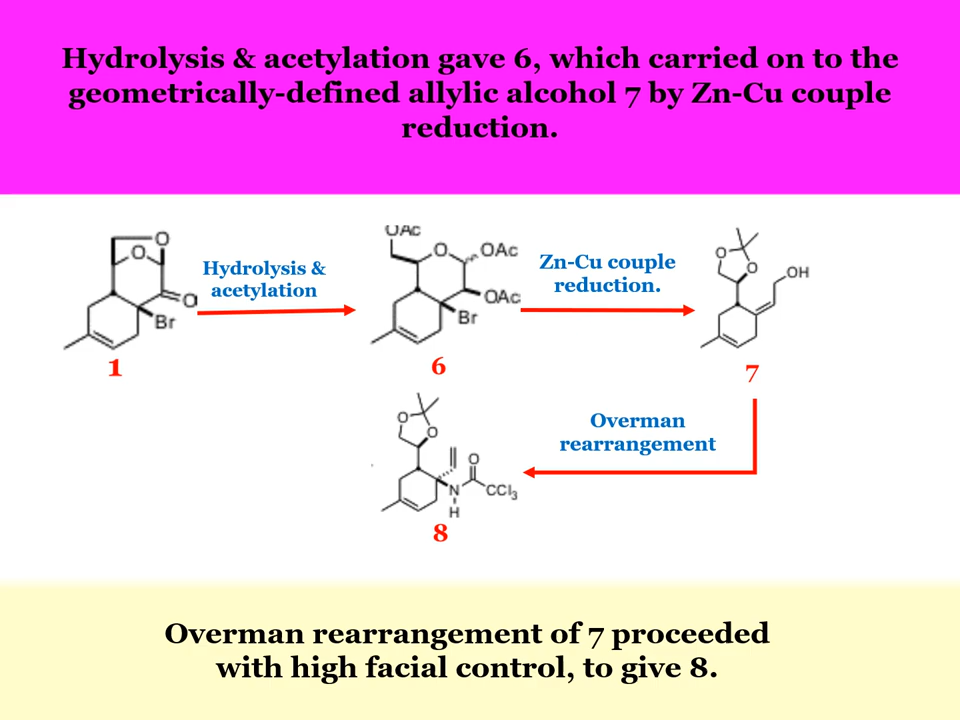 Hydrolysis & acetylation gave 6, which carried on to the
geometrically-defined allylic alcohol 7 by Zn-Cu couple
reduction.
OAc
O
O
O
Br
1
Hydrolysis &
acetylation
O
OAc
OAc
Br
6
Zn-Cu couple
reduction.
O
O
OH
7
Overman
rearrangement
O
O
O
N
H
CCl3
8
Overman rearrangement of 7 proceeded
with high facial control, to give 8.